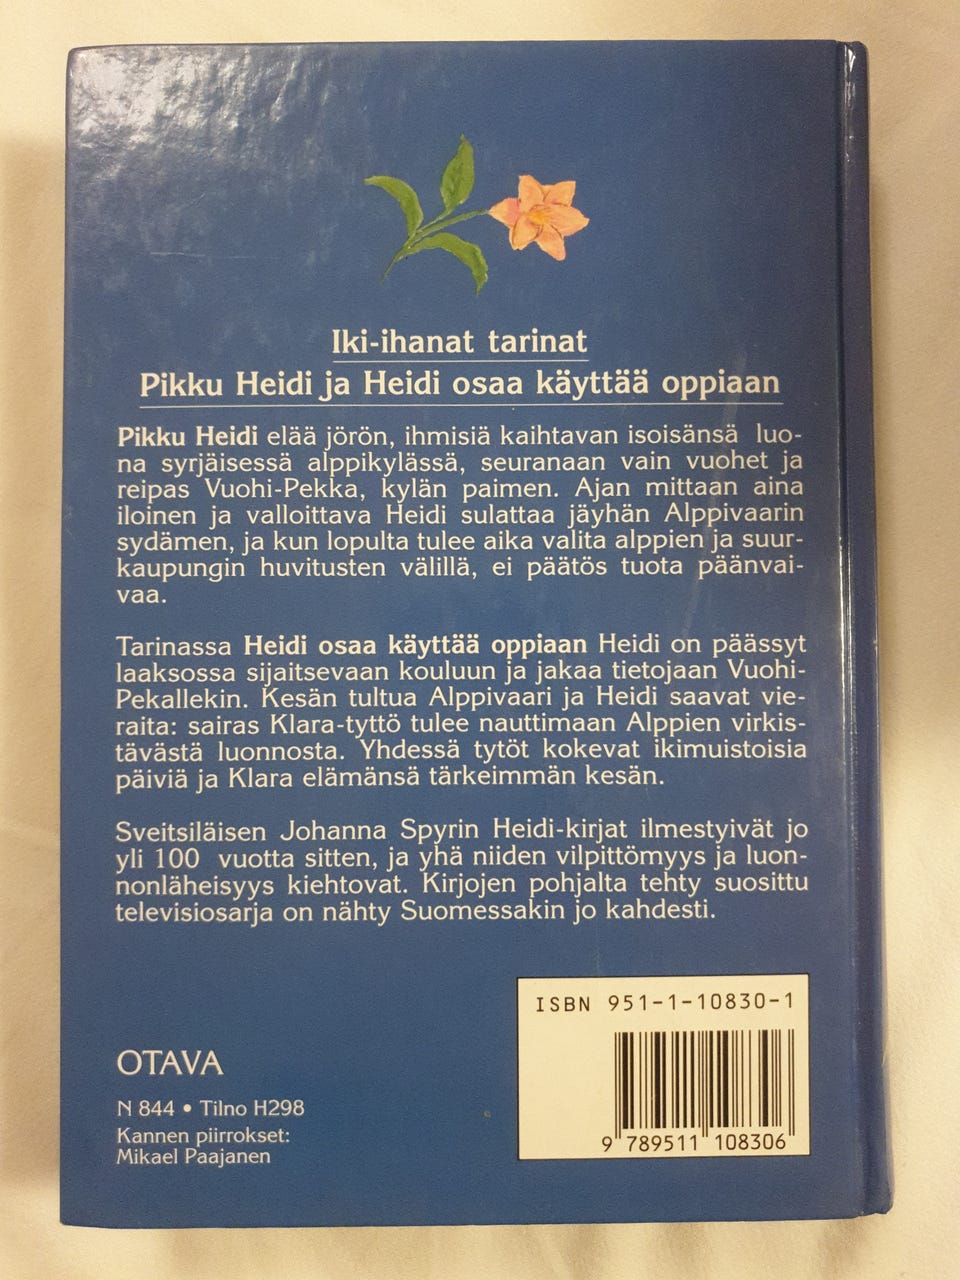 Iki-ihanat tarinat
Pikku Heidi ja Heidi osaa käyttää oppiaan
Pikku Heidi elää jörön, ihmisiä kaihtavan isoisänsä luo-
na syrjäisessä alppikylässä, seuranaan vain vuohet ja
reipas Vuohi-Pekka, kylän paimen. Ajan mittaan aina
iloinen ja valloittava Heidi sulattaa jäyhän Alppivaarin
sydämen, ja kun lopulta tulee aika valita alppien ja suur-
kaupungin huvitusten välillä, ei päätös tuota päänvai-
vaa.
Tarinassa Heidi osaa käyttää oppiaan Heidi on päässyt
laaksossa sijaitsevaan kouluun ja jakaa tietojaan Vuohi-
Pekallekin. Kesän tultua Alppivaari ja Heidi saavat vie-
raita: sairas Klara-tyttö tulee nauttimaan Alppien virkis-
tävästä luonnosta. Yhdessä tytöt kokevat ikimuistoisia
päiviä ja Klara elämänsä tärkeimmän kesän.
Sveitsiläisen Johanna Spyrin Heidi-kirjat ilmestyivät jo
yli 100 vuotta sitten, ja yhä niiden vilpittömyys ja luon-
nonläheisyys kiehtovat. Kirjojen pohjalta tehty suosittu
televisiosarja on nähty Suomessakin jo kahdesti.
ISBN 951-1-10830-1
9 789511 108306
OTAVA
N 844 • Tilno H298
Kannen piirrokset:
Mikael Paajanen